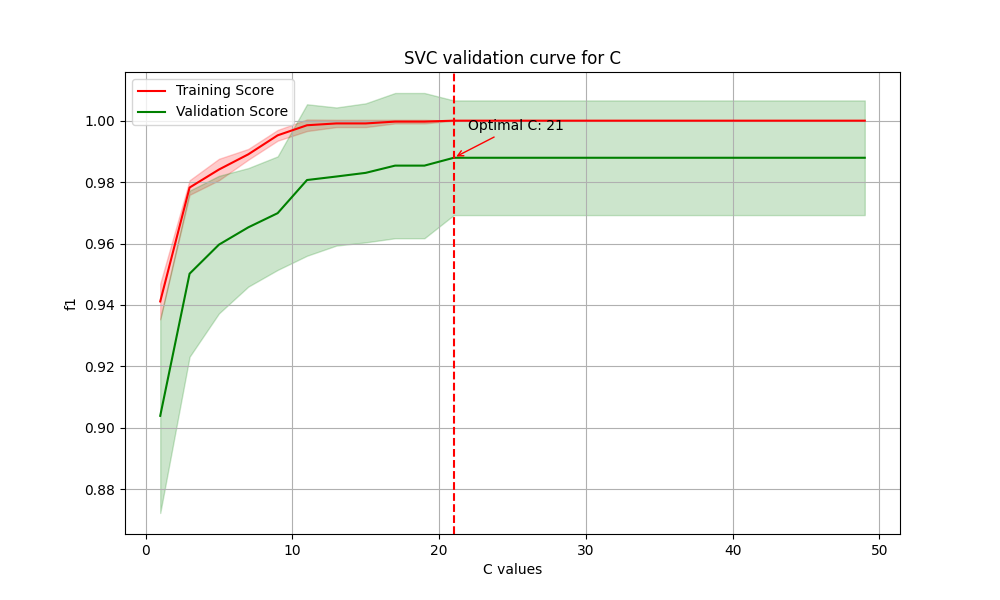 SVC validation curve for C
Training Score
Validation Score
Optimal C: 21
f1
1.00
0.98
0.96
0.94
0.92
0.90
0.88
0 10 20 30 40 50
C values